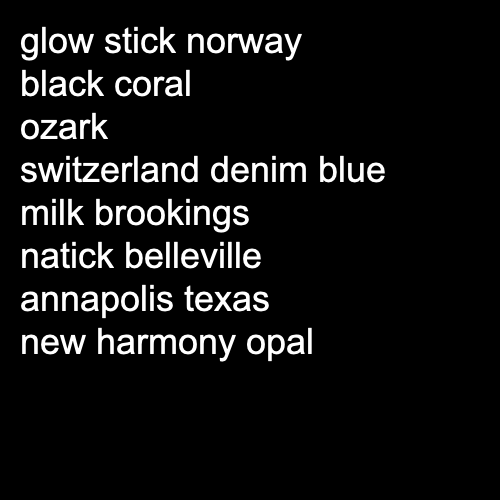 glow stick norway
black coral
ozark
switzerland denim blue
milk brookings
natick belleville
annapolis texas
new harmony opal